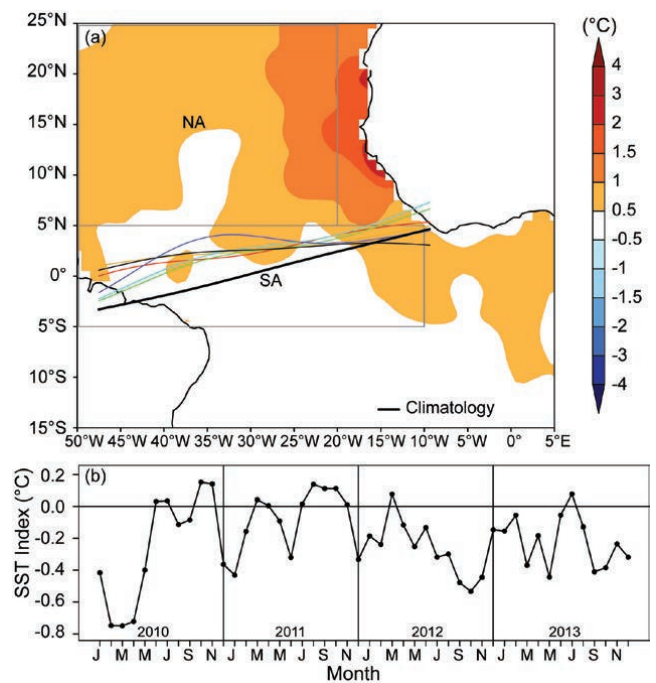 (a)
(°C)
25°N
20°N
15°N
10°N
5°N
0°
5°S
10°S
15°S
NA
SA
Climatology
50°W 45°W 40°W 35°W 30°W 25°W 20°W 15°W 10°W 5°W 0° 5°E
4
3
2
1.5
1
0.5
-0.5
-1
-1.5
-2
-3
-4
(b)
SST Index (°C)
0.2
0.0
-0.2
-0.4
-0.6
-0.8
2010 2011 2012 2013
J M M J S N J M M J S N J M M J S N J M M J S N
Month